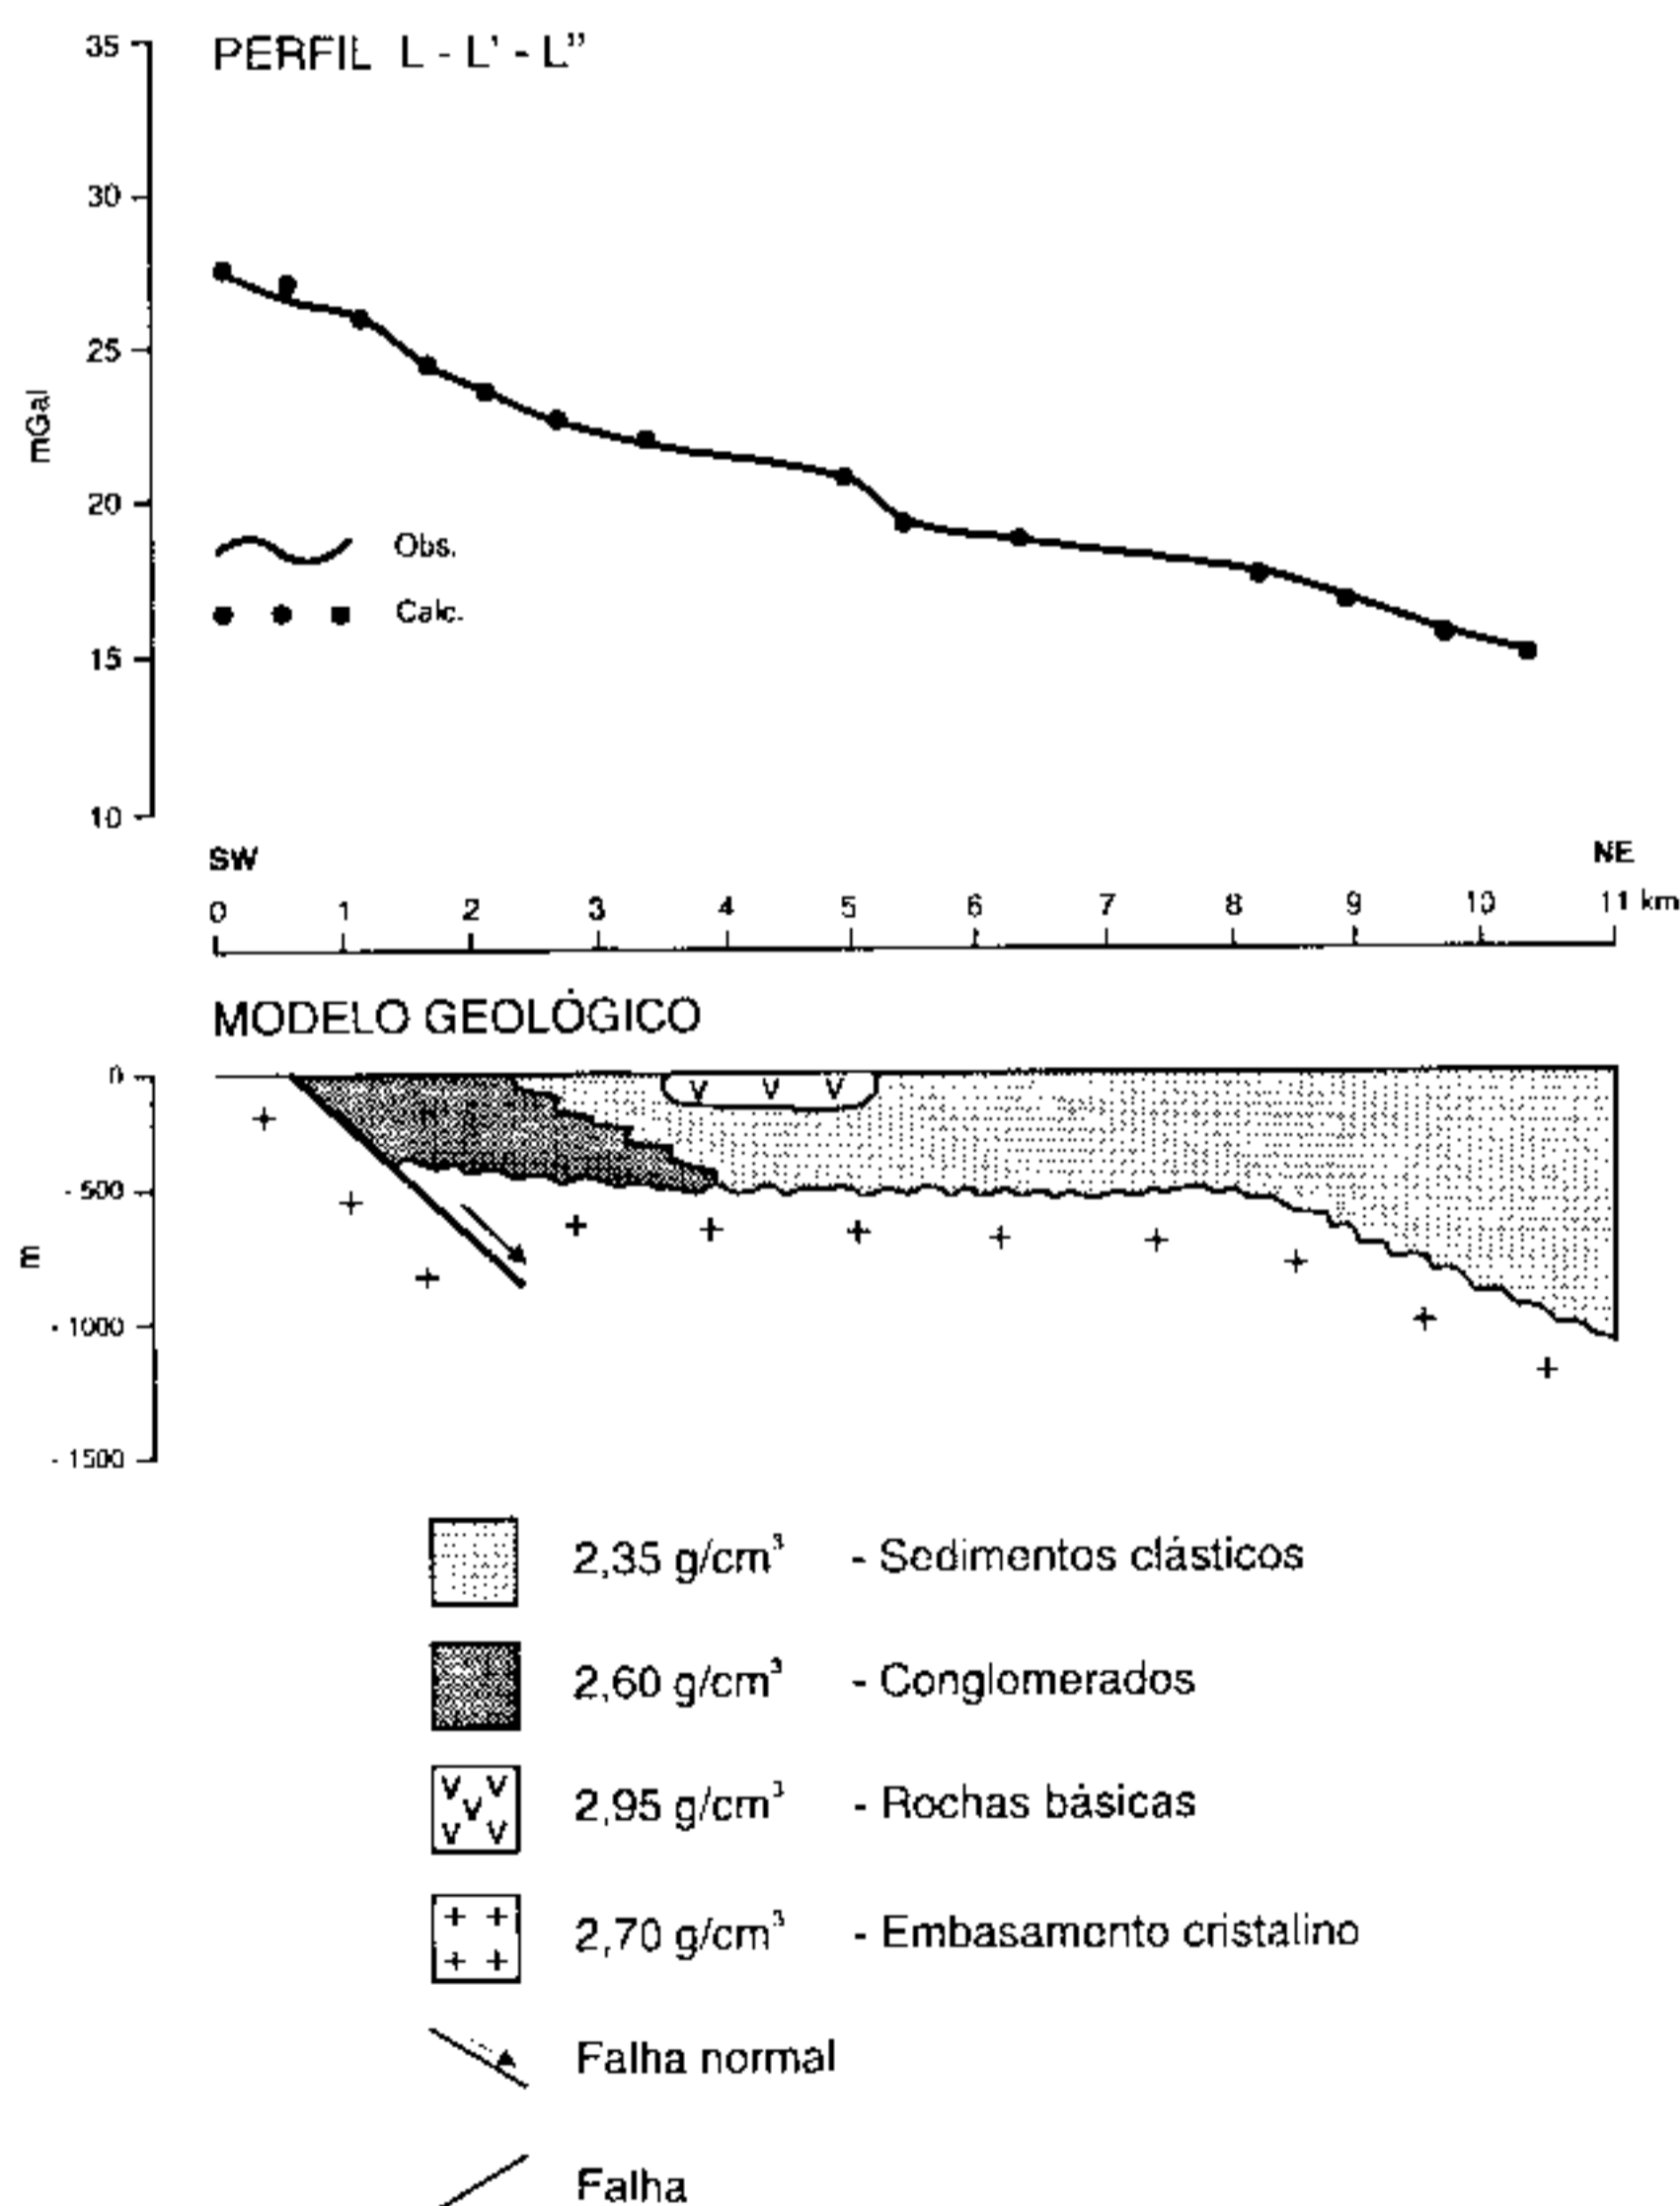 PERFIL L - L' - L"
35
30
25
20
15
10
mGal
Obs.
Calc.
SW
NE
0 1 2 3 4 5 6 7 8 9 10 11 km
MODELO GEOLÓGICO
0
- 500
- 1000
- 1500
m
V V V
2,35 g/cm³ - Sedimentos clásticos
2,60 g/cm³ - Conglomerados
V V V V V
2,95 g/cm³ - Rochas básicas
2,70 g/cm³ - Embasamento cristalino
Falha normal
Falha